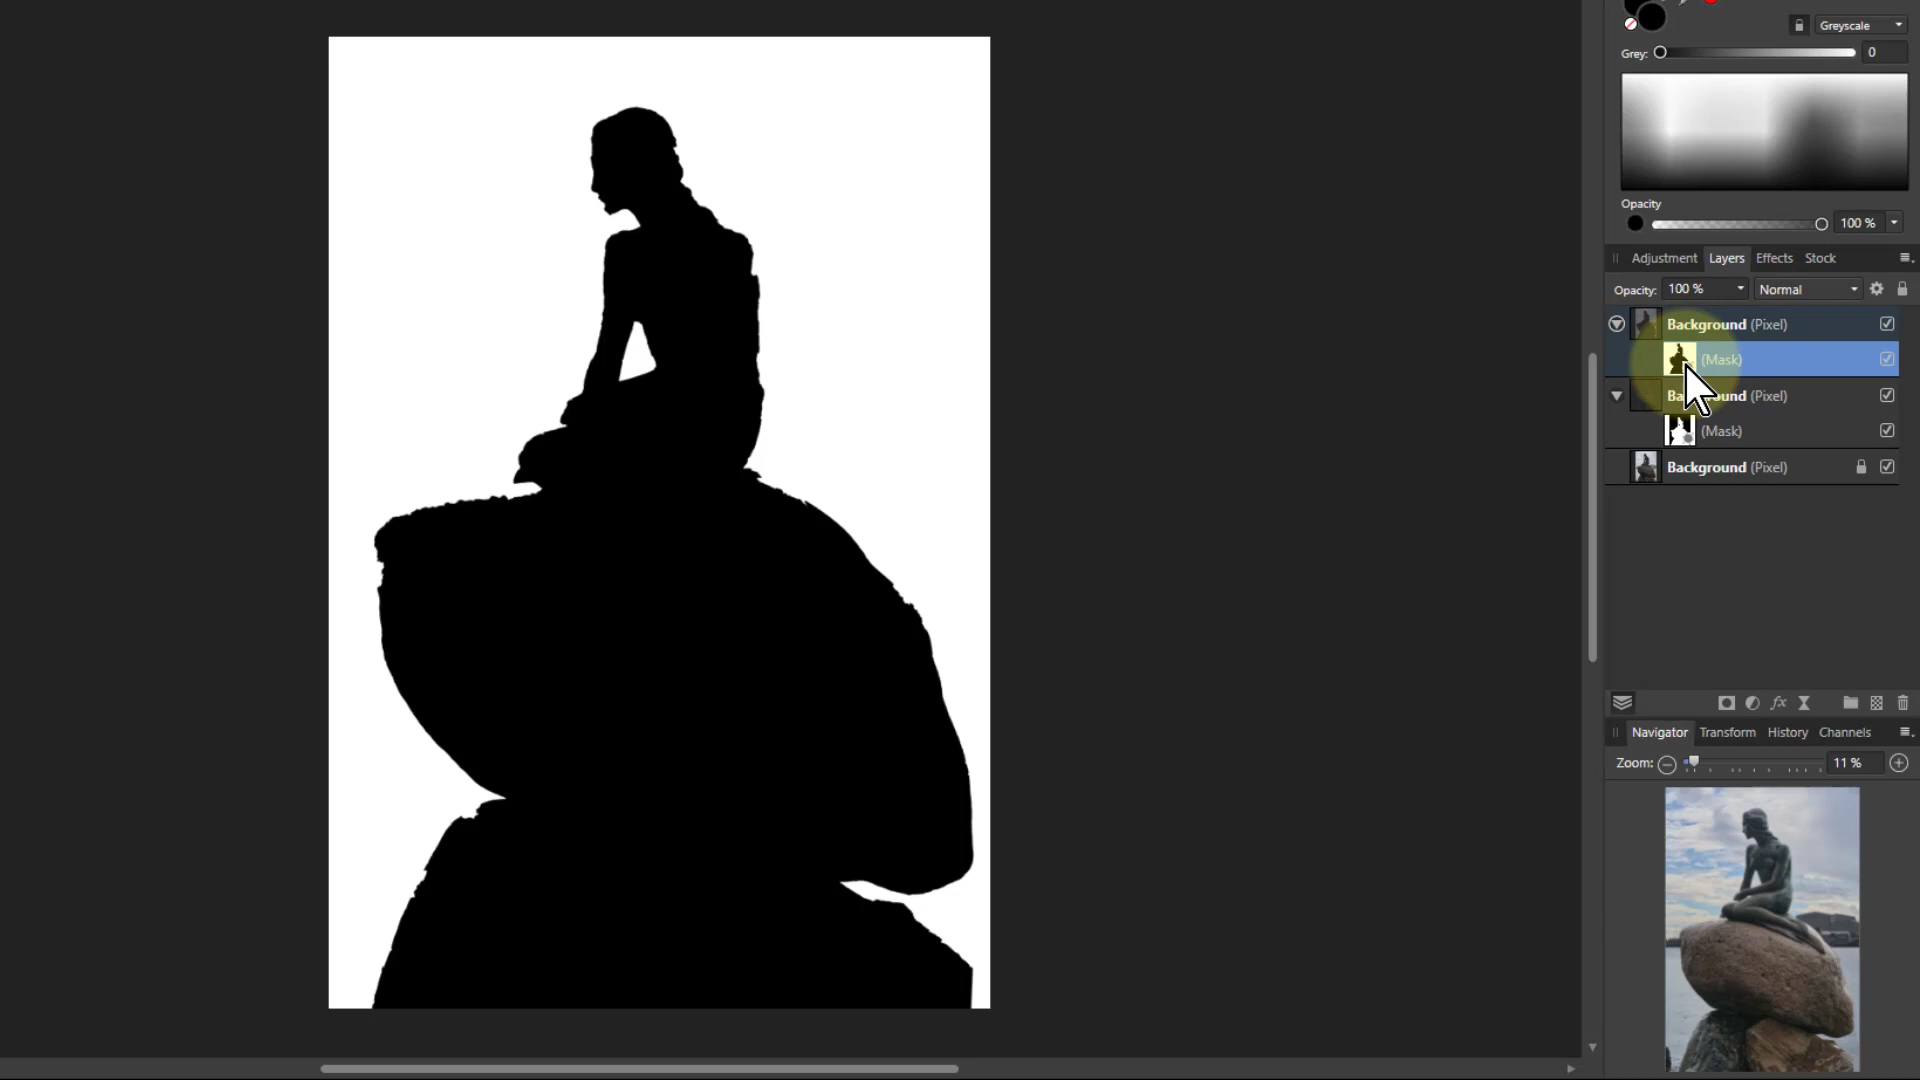 Greyscale
Grey: 0
Opacity
100 %
Adjustment Layers Effects Stock
Opacity: 100 % Normal
Background (Pixel)
(Mask)
(Pixel)
(Mask)
Background (Pixel)
fx
Navigator Transform History Channels
Zoom: 11 %